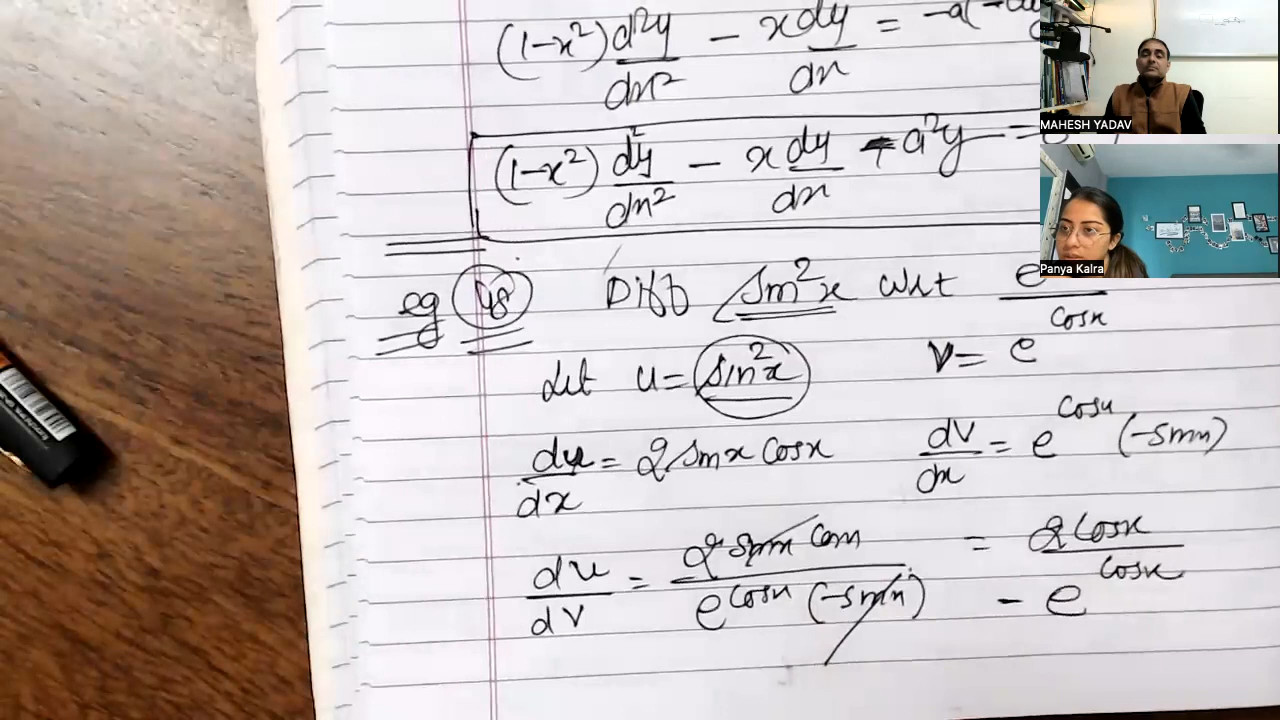 (1-x²) d²y/dx² - x dy/dx = -a(-ay
(1-x²) d²y/dx² - x dy/dx + a²y =
MAHESH YADAV
Panya Kalra
eg 48 Diff sin²x wrt e
Let u = sin²x V = e^cosx
du/dx = 2 sinx cosx dV/dx = e^cosx (-sinx)
du/dV = 2 sinx cosx / e^cosx (-sinx) = 2 cosx / - e^cosx